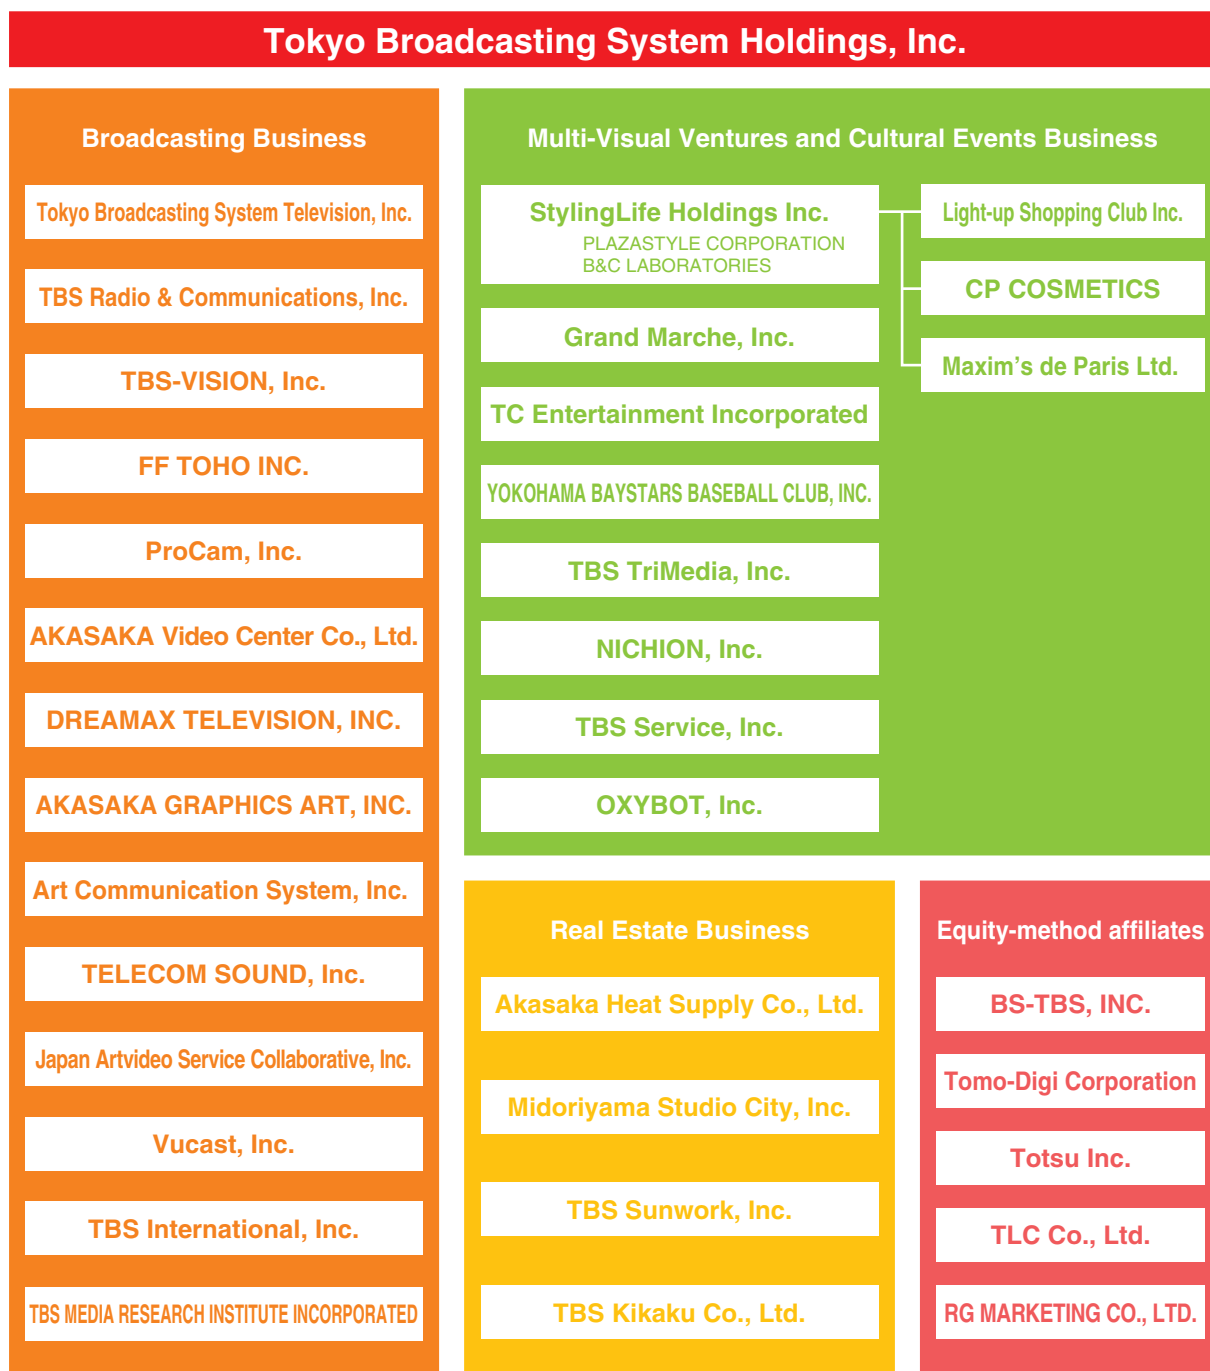 Tokyo Broadcasting System Holdings, Inc.
Broadcasting Business
Tokyo Broadcasting System Television, Inc.
TBS Radio & Communications, Inc.
TBS-VISION, Inc.
FF TOHO INC.
ProCam, Inc.
AKASAKA Video Center Co., Ltd.
DREAMAX TELEVISION, INC.
AKASAKA GRAPHICS ART, INC.
Art Communication System, Inc.
TELECOM SOUND, Inc.
Japan Artvideo Service Collaborative, Inc.
Vucast, Inc.
TBS International, Inc.
TBS MEDIA RESEARCH INSTITUTE INCORPORATED
Multi-Visual Ventures and Cultural Events Business
StylingLife Holdings Inc.
PLAZASTYLE CORPORATION
B&C LABORATORIES
Grand Marche, Inc.
TC Entertainment Incorporated
YOKOHAMA BAYSTARS BASEBALL CLUB, INC.
TBS TriMedia, Inc.
NICHION, Inc.
TBS Service, Inc.
OXYBOT, Inc.
Light-up Shopping Club Inc.
CP COSMETICS
Maxim's de Paris Ltd.
Real Estate Business
Akasaka Heat Supply Co., Ltd.
Midoriyama Studio City, Inc.
TBS Sunwork, Inc.
TBS Kikaku Co., Ltd.
Equity-method affiliates
BS-TBS, INC.
Tomo-Digi Corporation
Totsu Inc.
TLC Co., Ltd.
RG MARKETING CO., LTD.